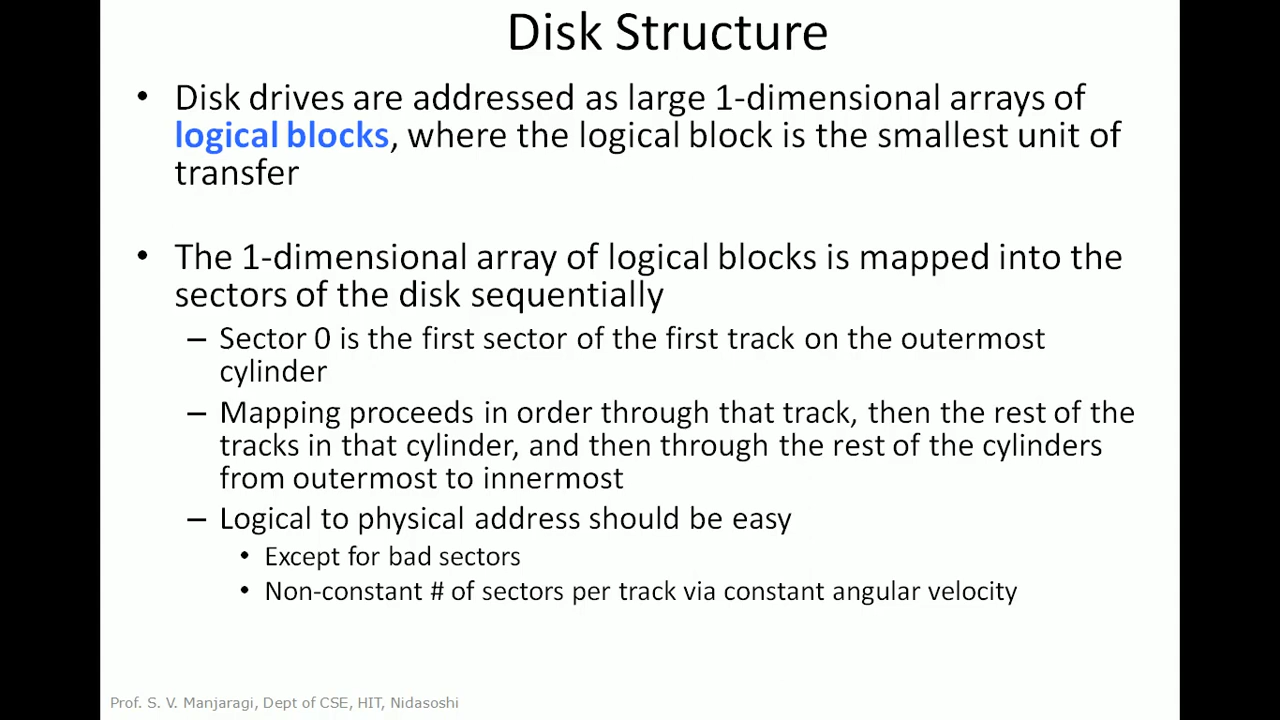 Disk Structure
• Disk drives are addressed as large 1-dimensional arrays of
logical blocks, where the logical block is the smallest unit of
transfer
• The 1-dimensional array of logical blocks is mapped into the
sectors of the disk sequentially
– Sector 0 is the first sector of the first track on the outermost
cylinder
– Mapping proceeds in order through that track, then the rest of the
tracks in that cylinder, and then through the rest of the cylinders
from outermost to innermost
– Logical to physical address should be easy
• Except for bad sectors
• Non-constant # of sectors per track via constant angular velocity
Prof. S. V. Manjaragi, Dept of CSE, HIT, Nidasoshi